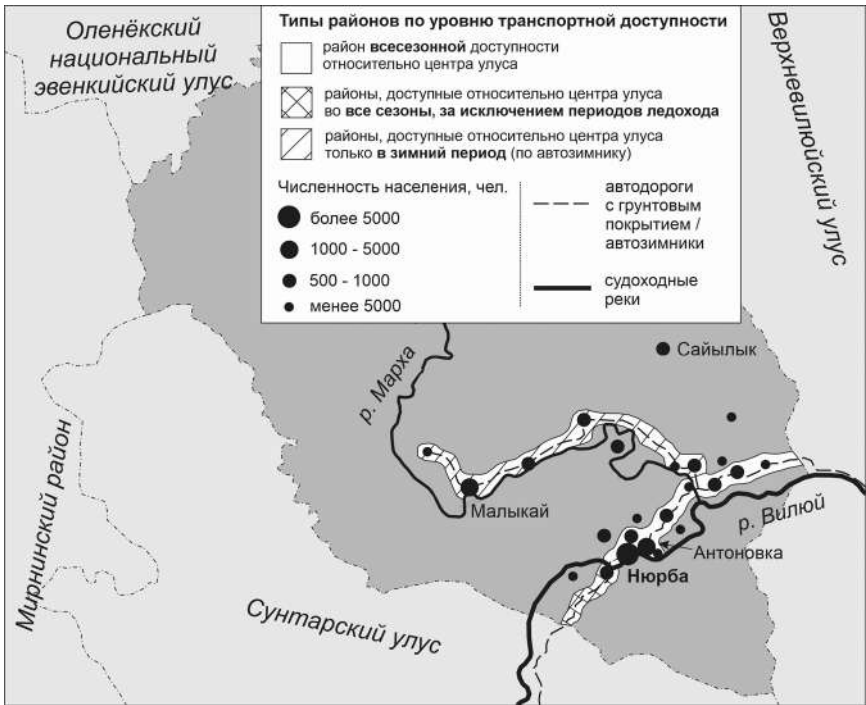 Оленёкский
национальный
эвенкийский улус
Типы районов по уровню транспортной доступности
район всесезонной доступности
относительно центра улуса
районы, доступные относительно центра улуса
во все сезоны, за исключением периодов ледохода
районы, доступные относительно центра улуса
только в зимний период (по автозимнику)
Численность населения, чел.
более 5000
1000 - 5000
500 - 1000
менее 5000
автодороги
с грунтовым
покрытием /
автозимники
судоходные
реки
Верхневилюйский улус
Сайылык
р. Марха
Мирнинский район
Малыкай
р. Вилюй
Антоновка
Нюрба
Сунтарский улус